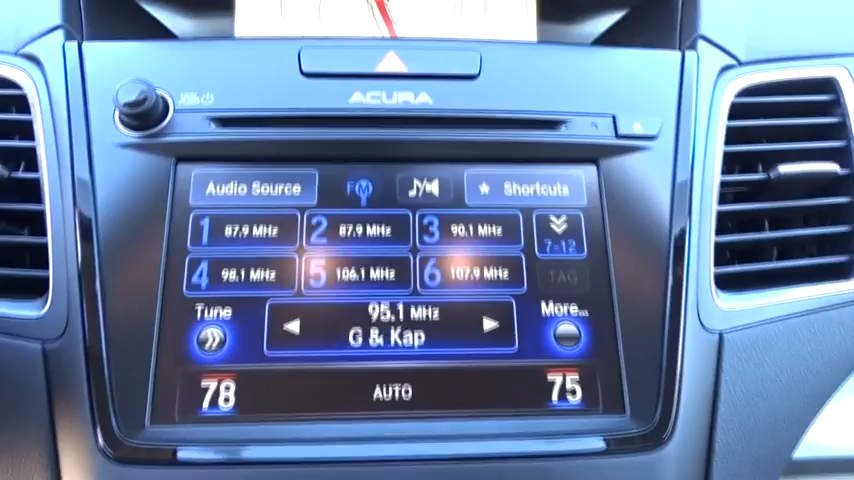 VOL
ACURA
Audio Source FM Shortcuts
1 87.9 MHz 2 87.9 MHz 3 90.1 MHz 7-12
4 98.1 MHz 5 106.1 MHz 6 107.9 MHz TAG
Tune 95.1 MHz More...
G & Kap
78 AUTO 75